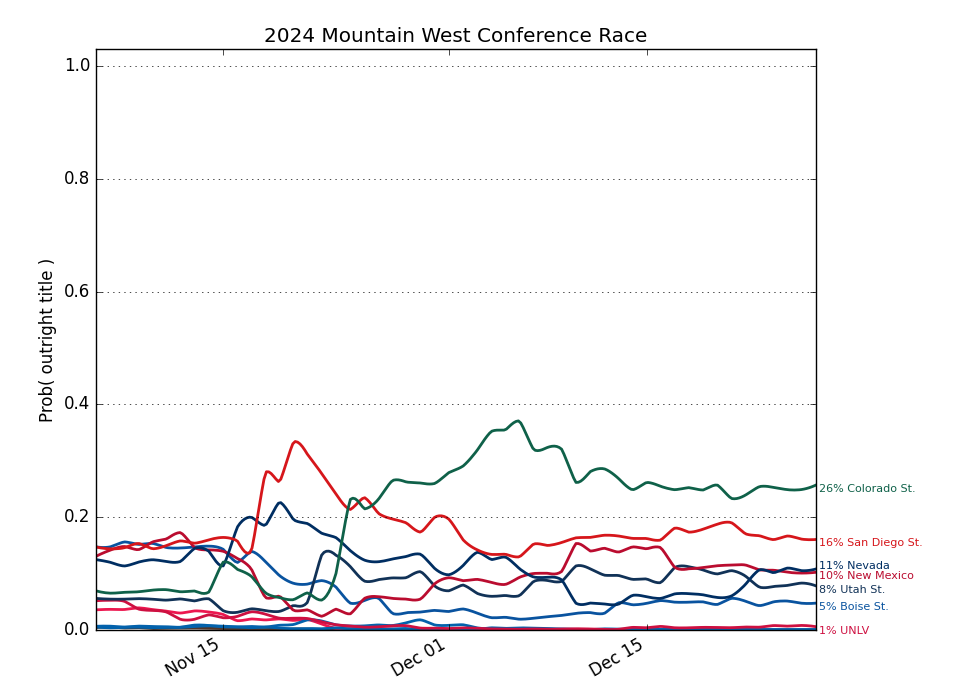 2024 Mountain West Conference Race
Prob( outright title )
1.0
0.8
0.6
0.4
0.2
0.0
Nov 15
Dec 01
Dec 15
26% Colorado St.
16% San Diego St.
11% Nevada
10% New Mexico
8% Utah St.
5% Boise St.
1% UNLV